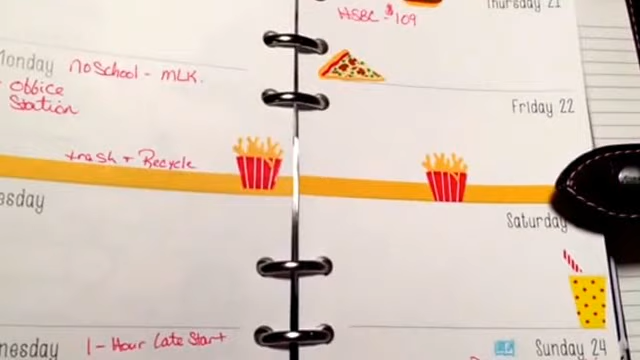 Monday no School - MLK.
Office
Station
trash + Recycle
esday
nesday 1-Hour Late Start
Thursday 21
HSBC - $109
Friday 22
Saturday
Sunday 24